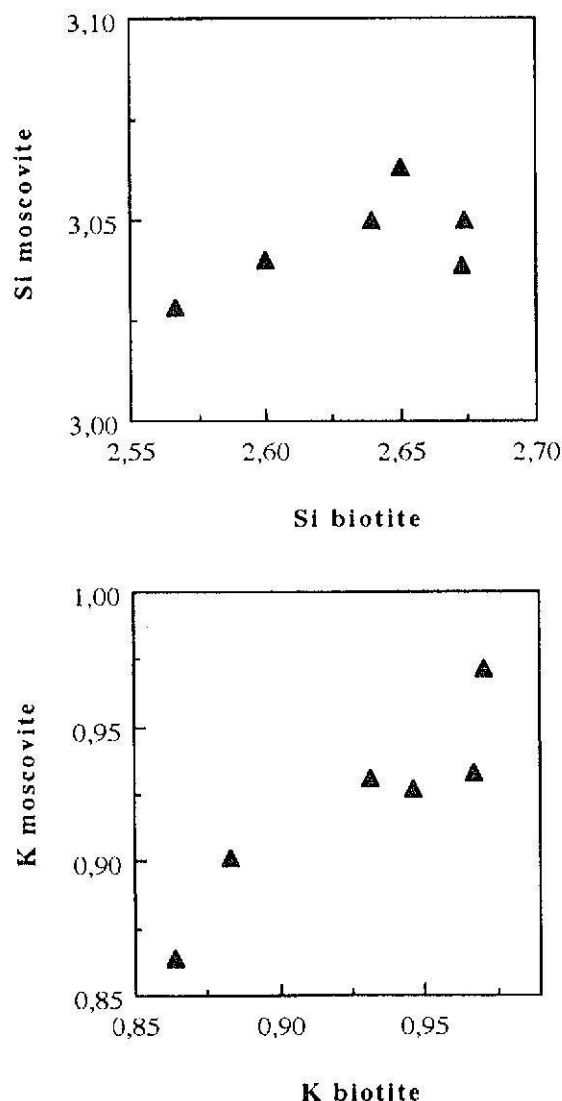 3,10
Si moscovite
3,05
3,00
2,55 2,60 2,65 2,70
Si biotite
1,00
0,95
K moscovite
0,90
0,85
0,85 0,90 0,95
K biotite